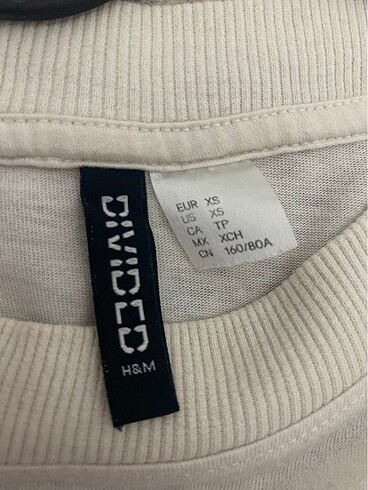 DIVIDED
H&M
EUR XS
US XS
CA TP
MX XCH
CN 160/80A